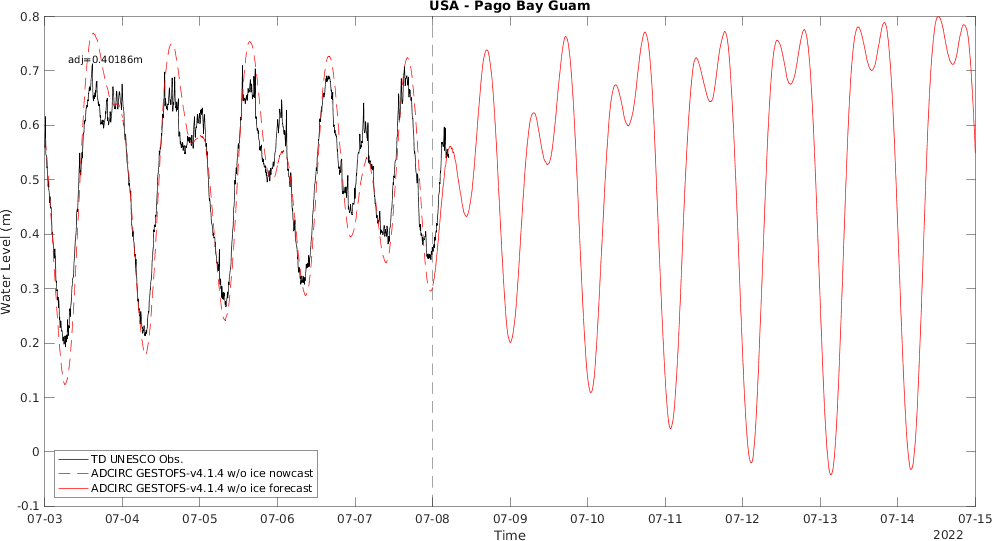 USA - Pago Bay Guam
adj=0.40186m
Water Level (m)
0.8
0.7
0.6
0.5
0.4
0.3
0.2
0.1
0
-0.1
TD UNESCO Obs.
ADCIRC GESTOFS-v4.1.4 w/o ice nowcast
ADCIRC GESTOFS-v4.1.4 w/o ice forecast
07-03 07-04 07-05 07-06 07-07 07-08 07-09 07-10 07-11 07-12 07-13 07-14 07-15
Time
2022